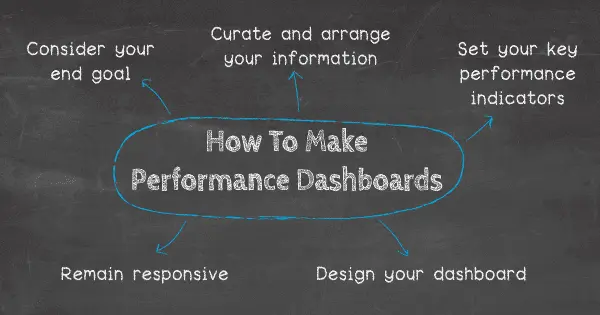 Consider your
end goal
Curate and arrange
your information
Set your key
performance
indicators
How To Make
Performance Dashboards
Remain responsive
Design your dashboard